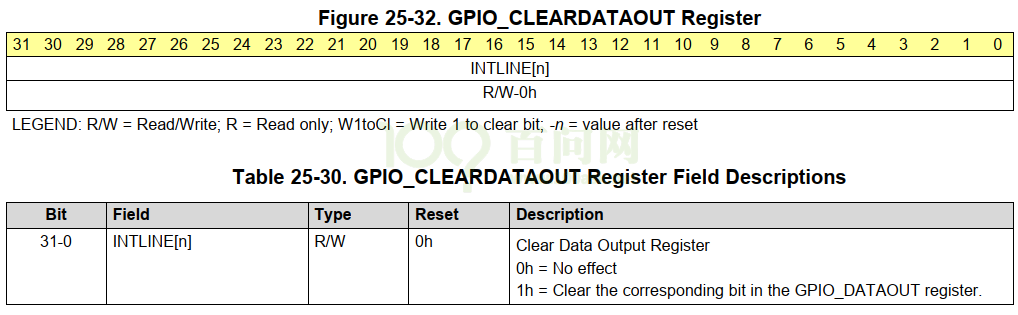 Figure 25-32. GPIO_CLEARDATAOUT Register
31 30 29 28 27 26 25 24 23 22 21 20 19 18 17 16 15 14 13 12 11 10 9 8 7 6 5 4 3 2 1 0
INTLINE[n]
R/W-0h
LEGEND: R/W = Read/Write; R = Read only; W1toCl = Write 1 to clear bit; -n = value after reset
百问网
Table 25-30. GPIO_CLEARDATAOUT Register Field Descriptions
Bit Field Type Reset Description
31-0 INTLINE[n] R/W 0h Clear Data Output Register
0h = No effect
1h = Clear the corresponding bit in the GPIO_DATAOUT register.